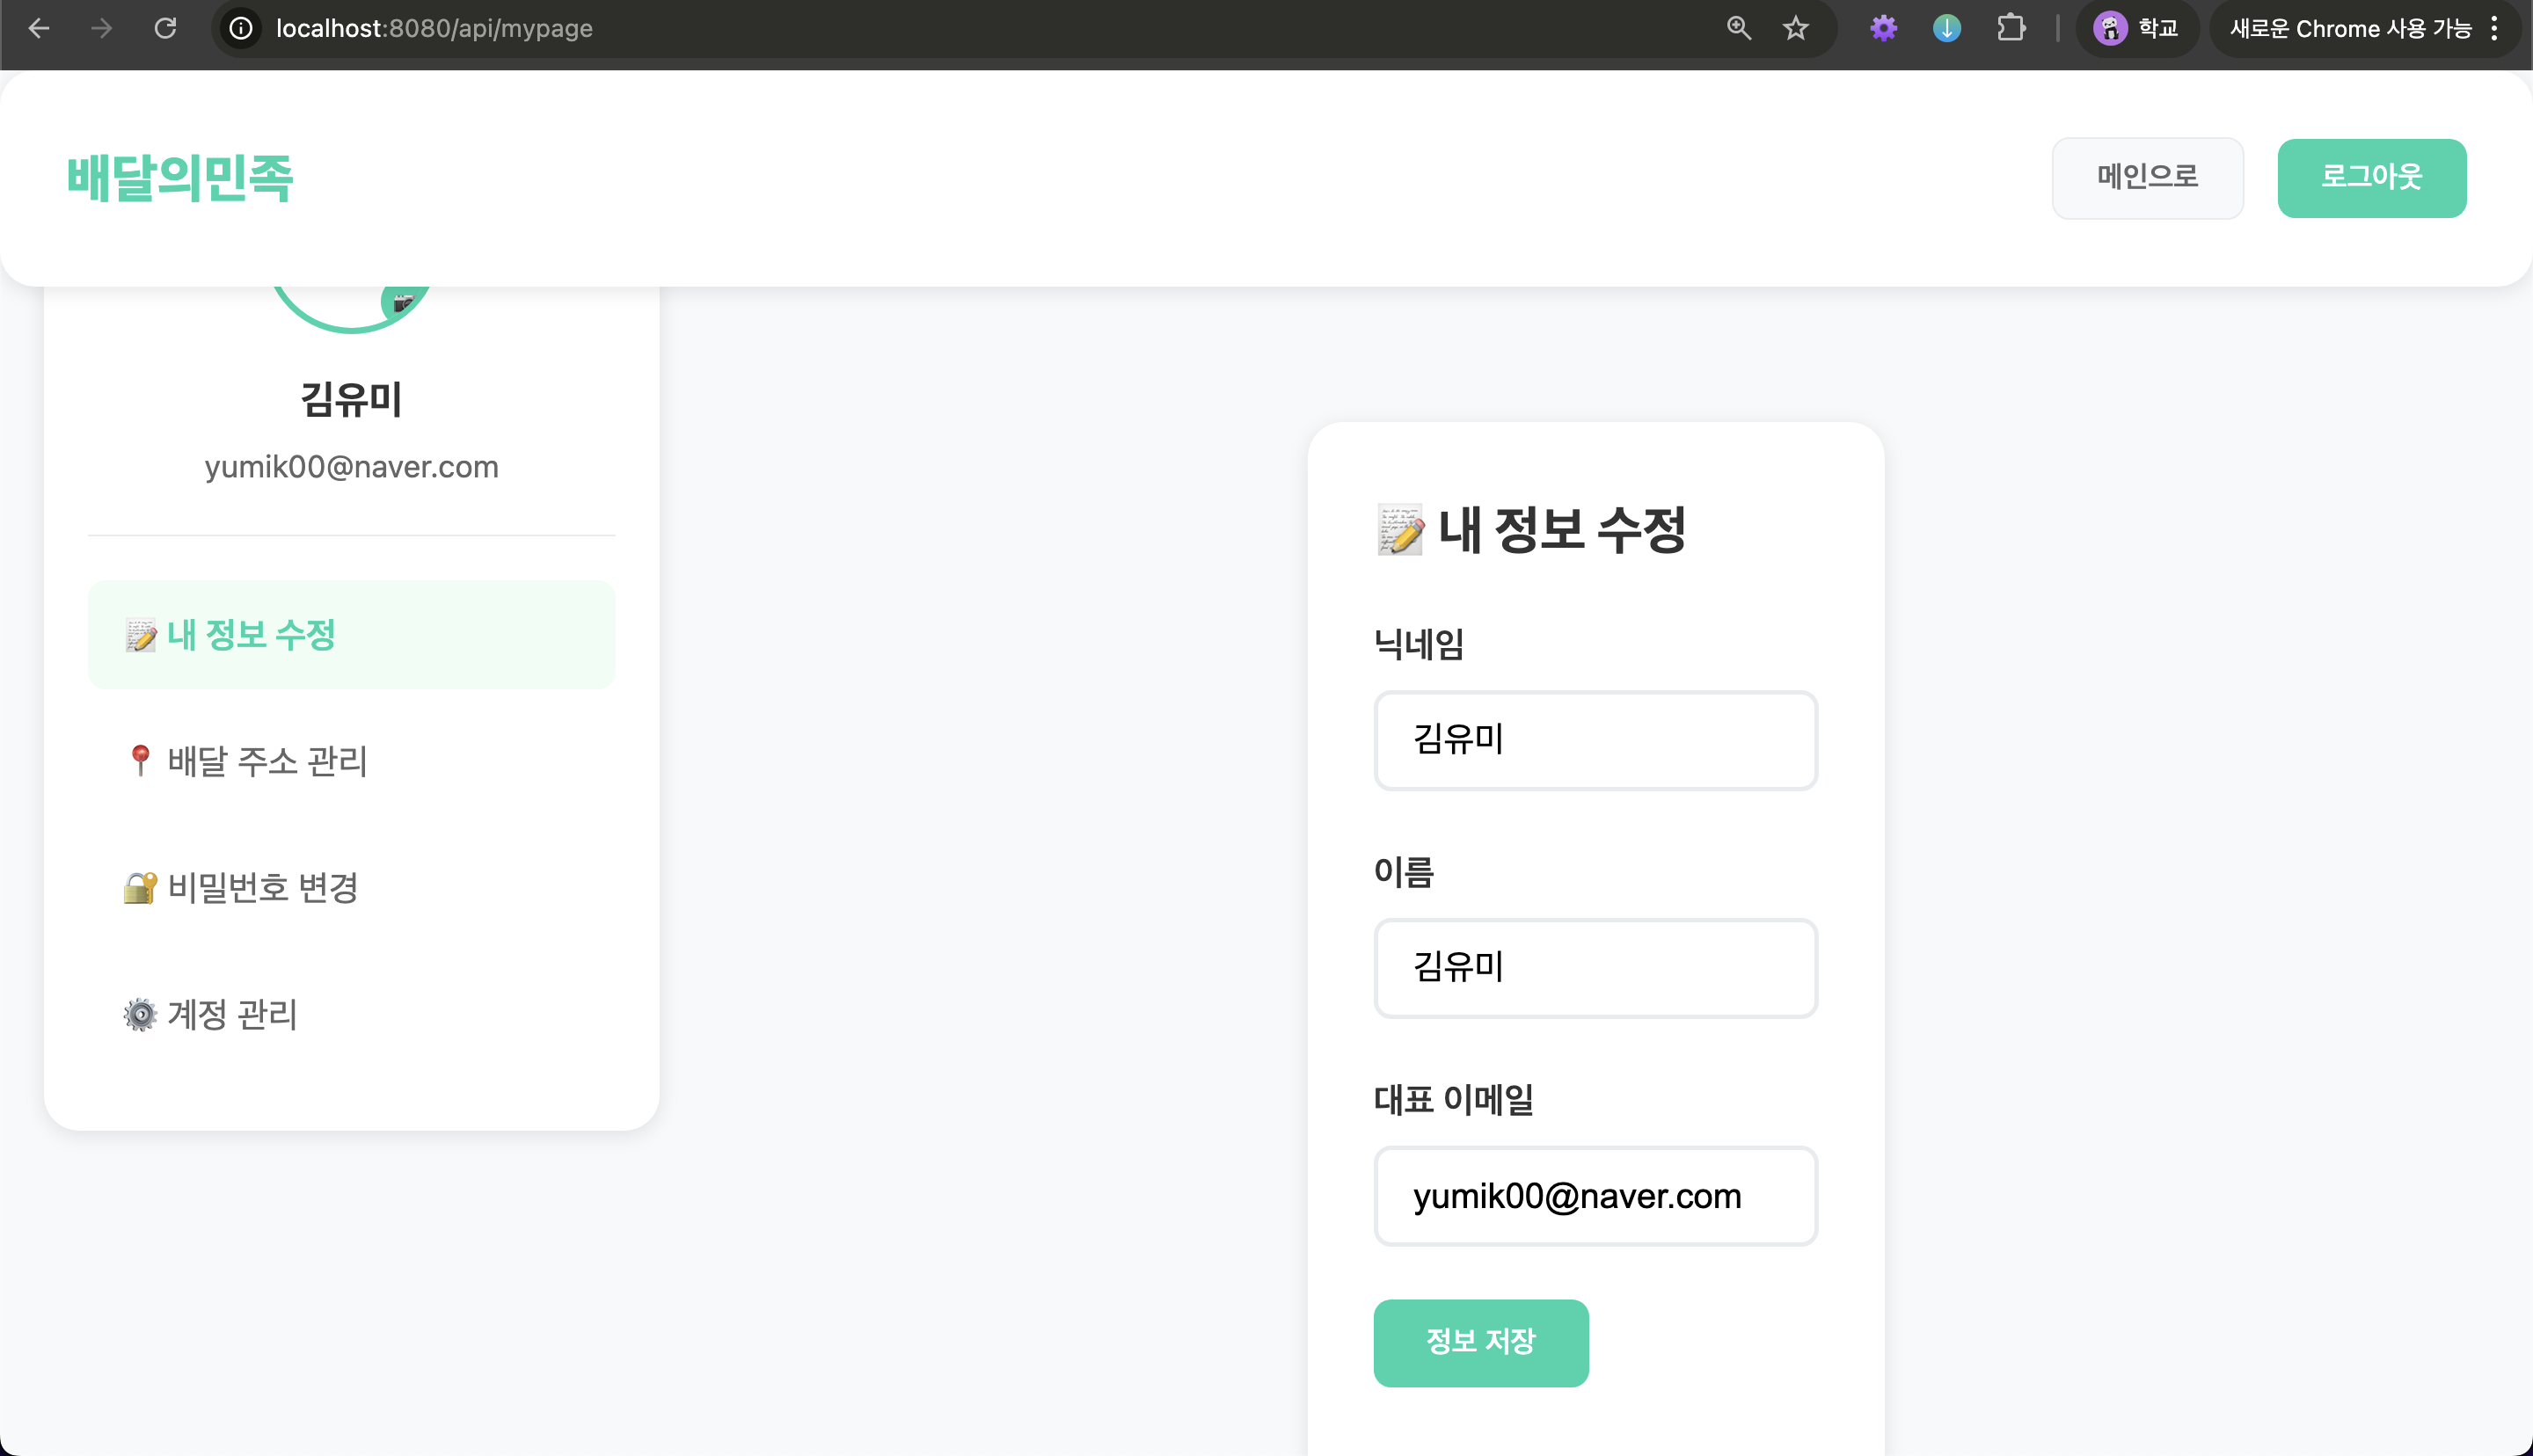 localhost:8080/api/mypage
학교
새로운 Chrome 사용 가능
배달의민족
메인으로
로그아웃
김유미
yumik00@naver.com
내 정보 수정
배달 주소 관리
비밀번호 변경
계정 관리
내 정보 수정
닉네임
김유미
이름
김유미
대표 이메일
yumik00@naver.com
정보 저장